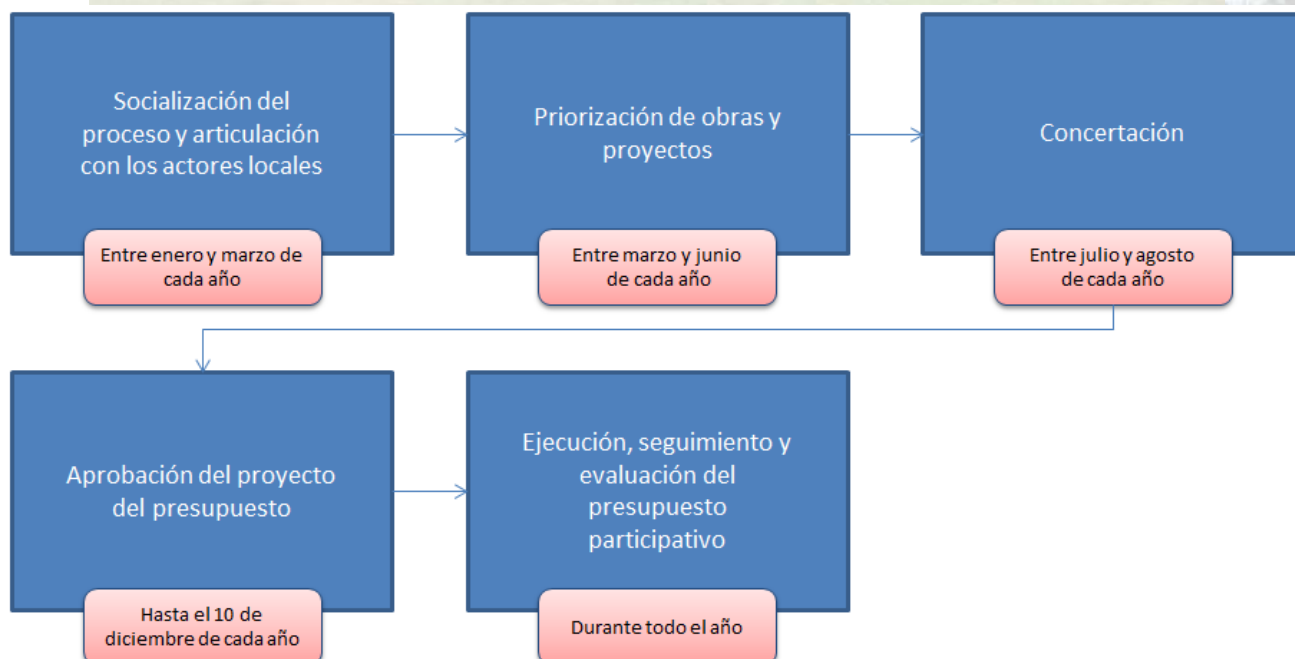 Socialización del
proceso y articulación
con los actores locales
Entre enero y marzo de
cada año
Priorización de obras y
proyectos
Entre marzo y junio
de cada año
Concertación
Entre julio y agosto
de cada año
Aprobación del proyecto
del presupuesto
Hasta el 10 de
diciembre de cada año
Ejecución, seguimiento y
evaluación del
presupuesto
participativo
Durante todo el año